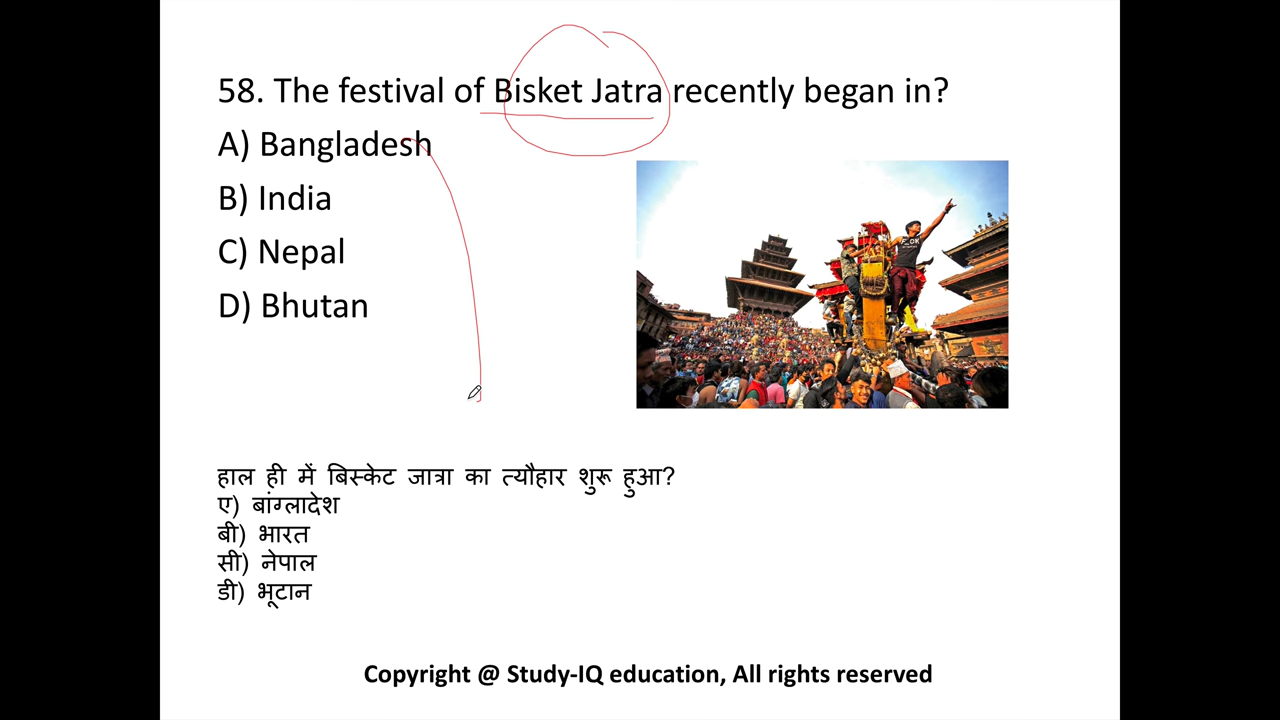 58. The festival of Bisket Jatra recently began in?
A) Bangladesh
B) India
C) Nepal
D) Bhutan
हाल ही में बिस्केट जात्रा का त्यौहार शुरू हुआ?
ए) बांग्लादेश
बी) भारत
सी) नेपाल
डी) भूटान
Copyright @ Study-IQ education, All rights reserved